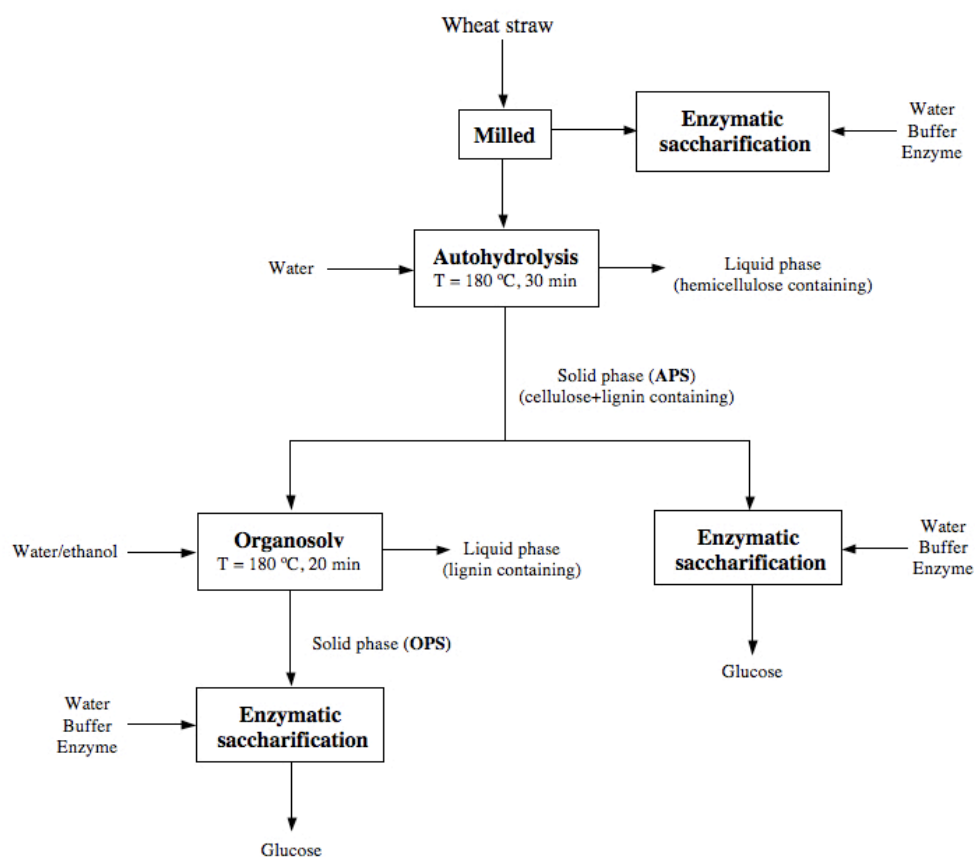 Wheat straw
Milled
Enzymatic
saccharification
Water
Buffer
Enzyme
Water
Autohydrolysis
T = 180 ºC, 30 min
Liquid phase
(hemicellulose containing)
Solid phase (APS)
(cellulose+lignin containing)
Water/ethanol
Organosolv
T = 180 ºC, 20 min
Liquid phase
(lignin containing)
Enzymatic
saccharification
Water
Buffer
Enzyme
Solid phase (OPS)
Glucose
Water
Buffer
Enzyme
Enzymatic
saccharification
Glucose